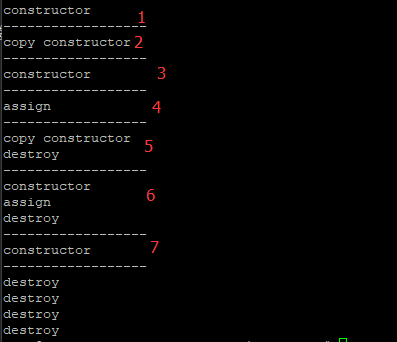 constructor
------------------ 1
copy constructor 2
------------------
constructor 3
------------------
assign 4
------------------
copy constructor
destroy 5
------------------
constructor
assign 6
destroy
------------------
constructor 7
------------------
destroy
destroy
destroy
destroy